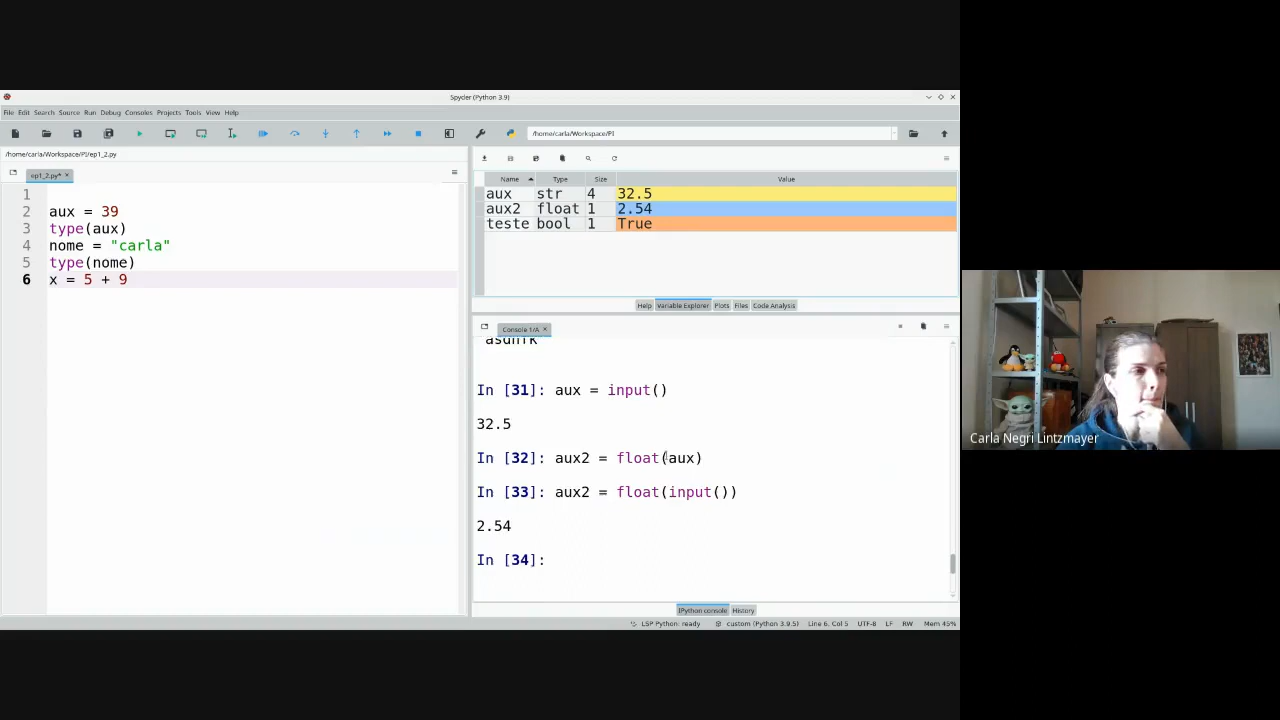 Spyder (Python 3.9)
File Edit Search Source Run Debug Consoles Projects Tools View Help
/home/carla/Workspace/PI
/home/carla/Workspace/PI/ep1_2.py
ep1_2.py*
1
2 aux = 39
3 type(aux)
4 nome = "carla"
5 type(nome)
6 x = 5 + 9
Name Type Size Value
aux str 4 32.5
aux2 float 1 2.54
teste bool 1 True
Help Variable Explorer Plots Files Code Analysis
Console 1/A
In [31]: aux = input()
32.5
In [32]: aux2 = float(aux)
In [33]: aux2 = float(input())
2.54
In [34]:
IPython console History
LSP Python: ready custom (Python 3.9.5) Line 6, Col 5 UTF-8 LF RW Mem 45%
Carla Negri Lintzmayer